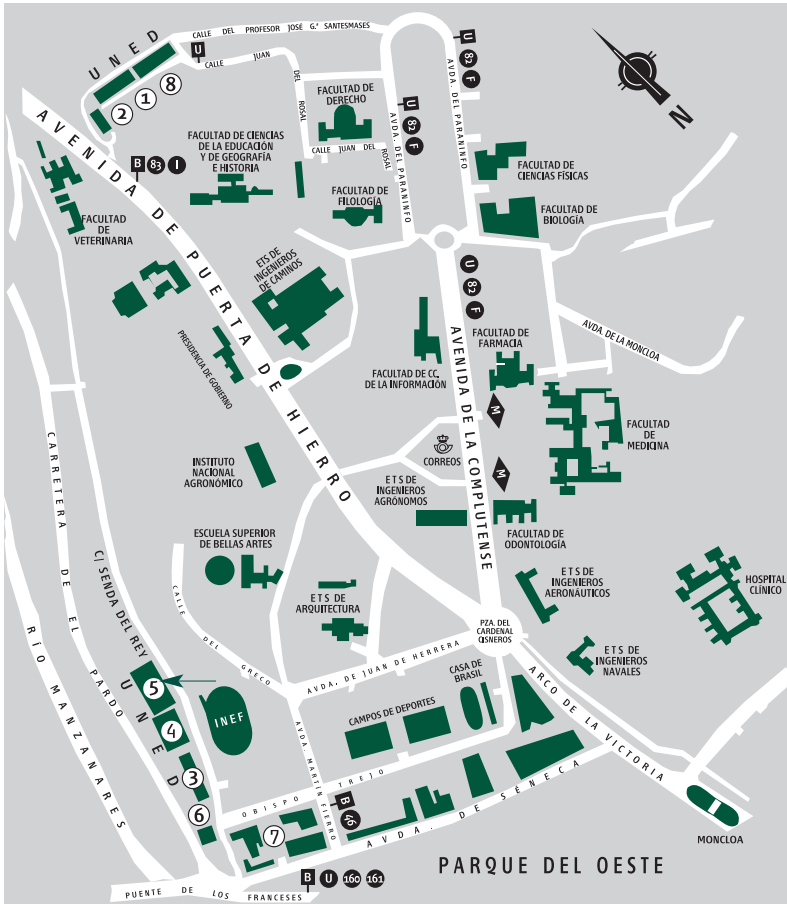 CALLE DEL PROFESOR JOSÉ G.ª SANTESMASES
UNED
U
CALLE JUAN DEL ROSAL
2
1
8
U
82
F
AVDA. DEL PARANINFO
U
82
F
AVDA. DEL PARANINFO
N
FACULTAD DE
DERECHO
CALLE JUAN DEL ROSAL
FACULTAD DE CIENCIAS
DE LA EDUCACIÓN
Y DE GEOGRAFÍA
E HISTORIA
B
83
I
FACULTAD DE
CIENCIAS FÍSICAS
FACULTAD DE
FILOLOGÍA
FACULTAD DE
BIOLOGÍA
FACULTAD
DE
VETERINARIA
AVENIDA DE PUERTA DE HIERRO
ETS DE
INGENIEROS
DE CAMINOS
U
82
F
AVENIDA DE LA COMPLUTENSE
FACULTAD DE
FARMACIA
AVDA. DE LA MONCLOA
PRESIDENCIA DE GOBIERNO
FACULTAD DE CC.
DE LA INFORMACIÓN
M
FACULTAD
DE
MEDICINA
CORREOS
M
INSTITUTO
NACIONAL
AGRONÓMICO
E T S DE
INGENIEROS
AGRÓNOMOS
FACULTAD DE
ODONTOLOGÍA
ESCUELA SUPERIOR
DE BELLAS ARTES
E T S DE
ARQUITECTURA
E T S DE
INGENIEROS
AERONÁUTICOS
HOSPITAL
CLÍNICO
PZA. DEL
CARDENAL
CISNEROS
E T S DE
INGENIEROS
NAVALES
CARRETERA DE EL PARDO
RÍO MANZANARES
C/ SENDA DEL REY
CALLE DEL GRECO
AVDA. DE JUAN DE HERRERA
CASA DE
BRASIL
ARCO DE LA VICTORIA
UNED
5
4
3
6
INEF
CAMPOS DE DEPORTES
AVDA. MARTÍN FIERRO
OBISPO TREJO
B
46
7
AVDA. DE SÉNECA
MONCLOA
PARQUE DEL OESTE
B
U
160
161
PUENTE DE LOS FRANCESES